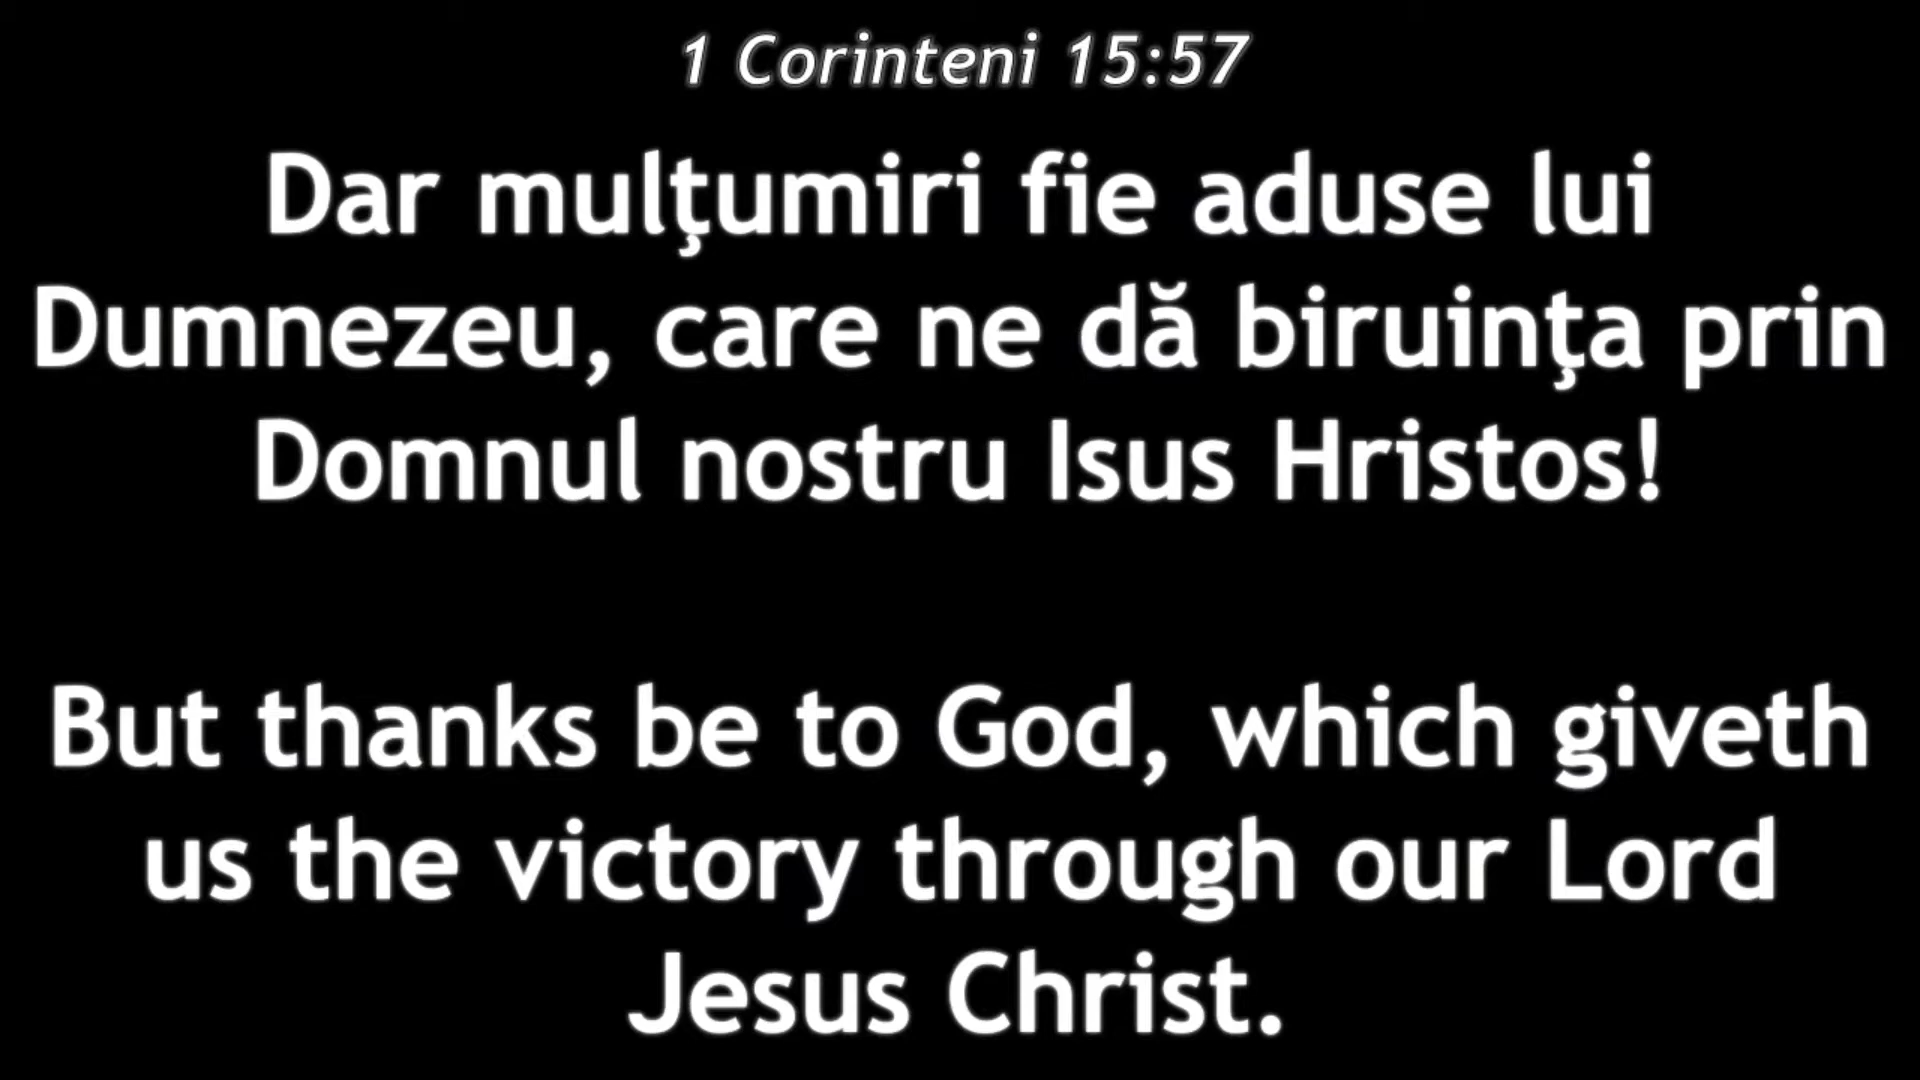 1 Corinteni 15:57
Dar mulţumiri fie aduse lui
Dumnezeu, care ne dă biruinţa prin
Domnul nostru Isus Hristos!
But thanks be to God, which giveth
us the victory through our Lord
Jesus Christ.